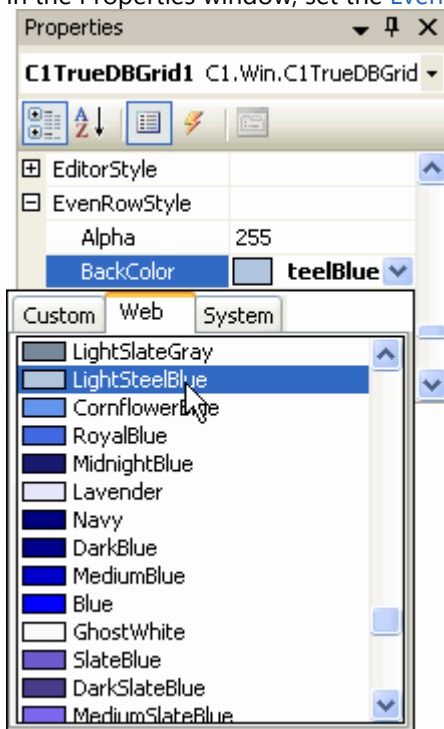 in the Properties window, set the Even
Properties
C1TrueDBGrid1 C1.Win.C1TrueDBGrid
EditorStyle
EvenRowStyle
Alpha 255
BackColor teelBlue
Custom Web System
LightSlateGray
LightSteelBlue
CornflowerBlue
RoyalBlue
MidnightBlue
Lavender
Navy
DarkBlue
MediumBlue
Blue
GhostWhite
SlateBlue
DarkSlateBlue
MediumSlateBlue